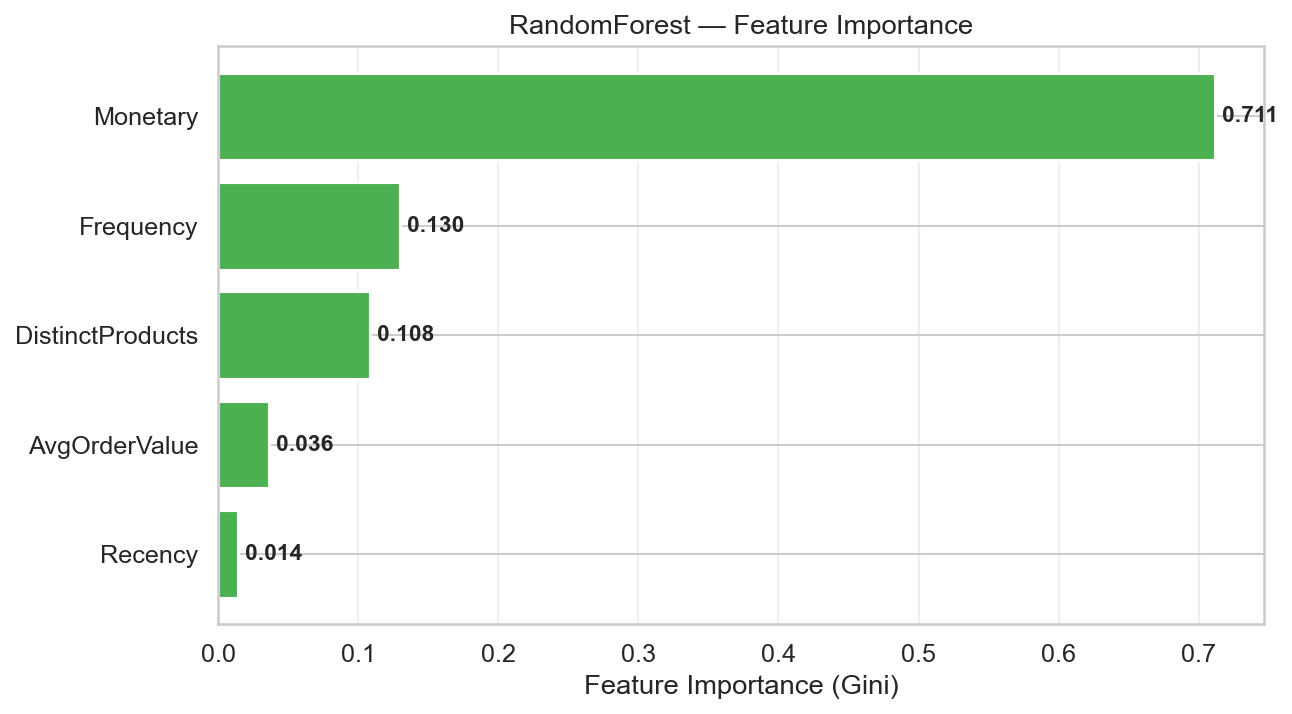 RandomForest — Feature Importance
Monetary
0.711
Frequency
0.130
DistinctProducts
0.108
AvgOrderValue
0.036
Recency
0.014
0.0 0.1 0.2 0.3 0.4 0.5 0.6 0.7
Feature Importance (Gini)